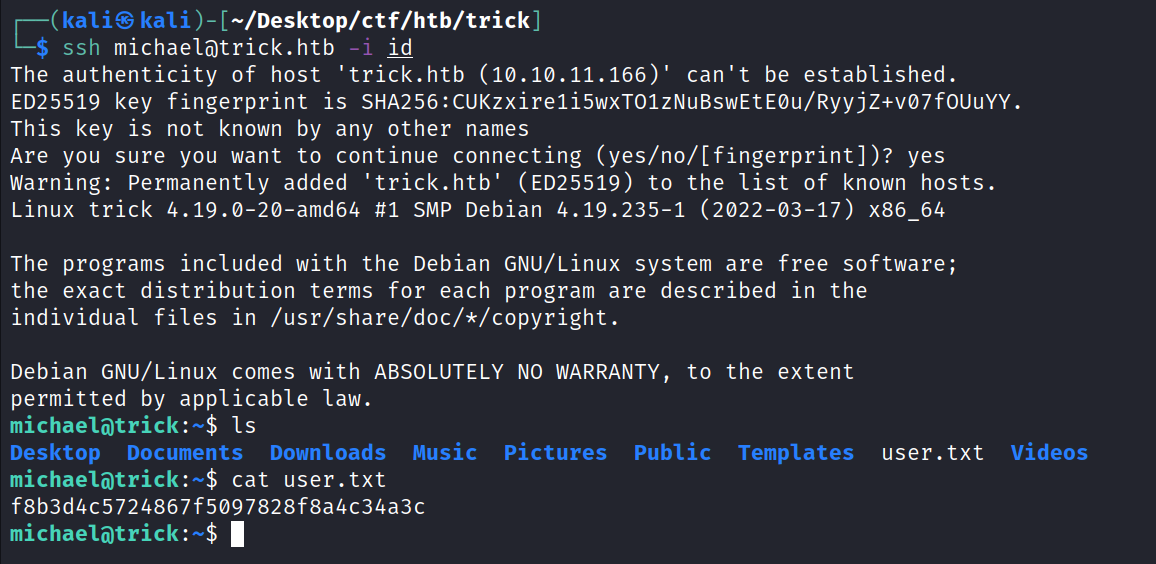 ┌──(kali㉿kali)-[~/Desktop/ctf/htb/trick]
└─$ ssh michael@trick.htb -i id
The authenticity of host 'trick.htb (10.10.11.166)' can't be established.
ED25519 key fingerprint is SHA256:CUKzxire1i5wxTO1zNuBswEtE0u/RyyjZ+v07fOUuYY.
This key is not known by any other names
Are you sure you want to continue connecting (yes/no/[fingerprint])? yes
Warning: Permanently added 'trick.htb' (ED25519) to the list of known hosts.
Linux trick 4.19.0-20-amd64 #1 SMP Debian 4.19.235-1 (2022-03-17) x86_64
The programs included with the Debian GNU/Linux system are free software;
the exact distribution terms for each program are described in the
individual files in /usr/share/doc/*/copyright.
Debian GNU/Linux comes with ABSOLUTELY NO WARRANTY, to the extent
permitted by applicable law.
michael@trick:~$ ls
Desktop  Documents  Downloads  Music  Pictures  Public  Templates  user.txt  Videos
michael@trick:~$ cat user.txt
f8b3d4c5724867f5097828f8a4c34a3c
michael@trick:~$